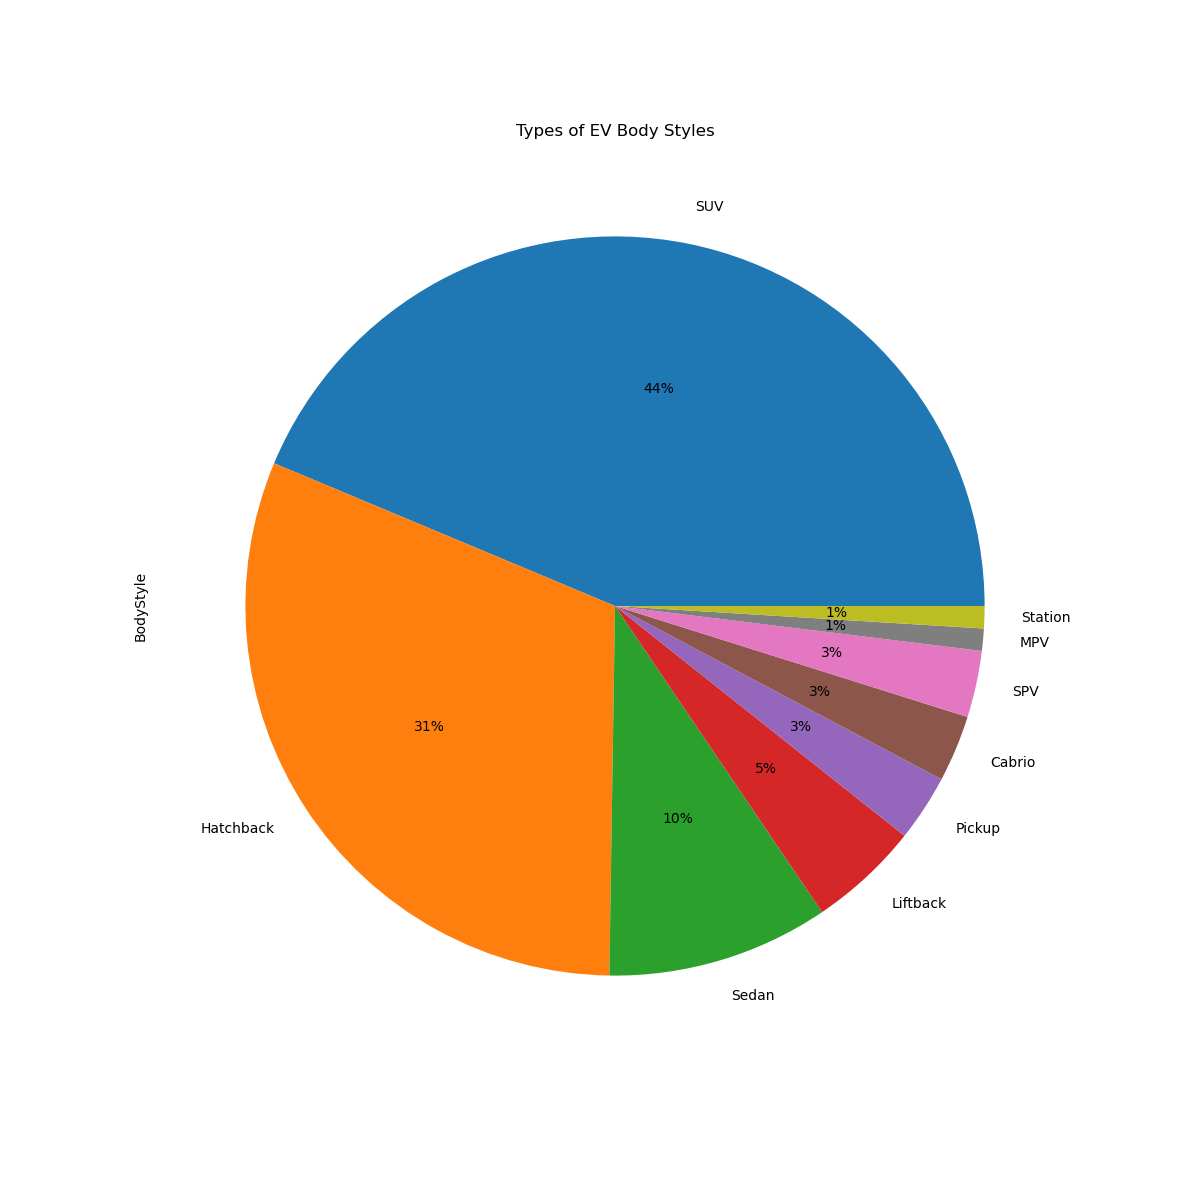 Types of EV Body Styles
SUV
44%
Station
1%
1%
MPV
3%
SPV
BodyStyle
3%
Cabrio
31%
3%
Pickup
5%
10%
Hatchback
Liftback
Sedan